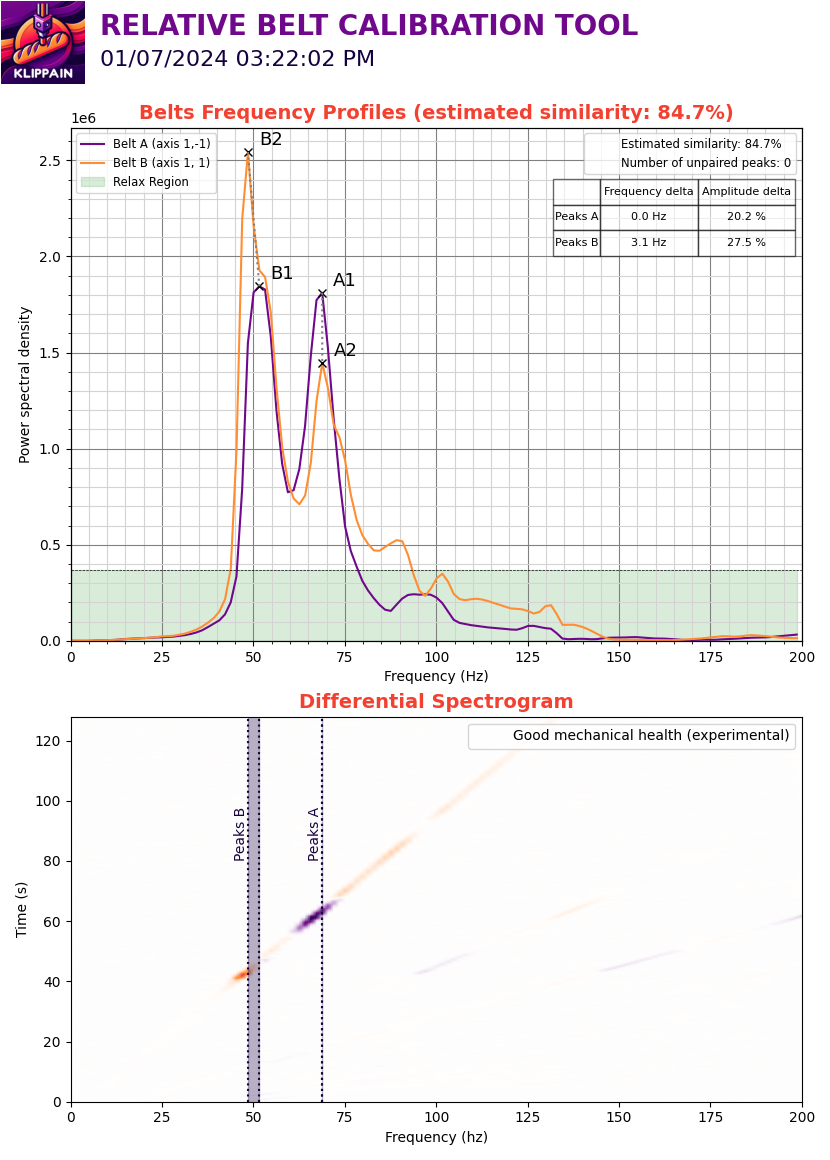 RELATIVE BELT CALIBRATION TOOL
KLIPPAIN
01/07/2024 03:22:02 PM
Belts Frequency Profiles (estimated similarity: 84.7%)
1e6
Belt A (axis 1,-1)
Belt B (axis 1, 1)
Relax Region
B2
B1
A1
A2
Estimated similarity: 84.7%
Number of unpaired peaks: 0
Frequency delta Amplitude delta
Peaks A 0.0 Hz 20.2 %
Peaks B 3.1 Hz 27.5 %
2.5
2.0
1.5
1.0
0.5
0.0
Power spectral density
0 25 50 75 100 125 150 175 200
Frequency (Hz)
Differential Spectrogram
Good mechanical health (experimental)
Peaks B
Peaks A
120
100
80
60
40
20
0
Time (s)
0 25 50 75 100 125 150 175 200
Frequency (hz)